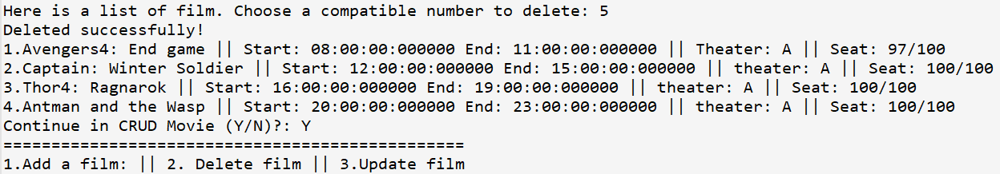 Here is a list of film. Choose a compatible number to delete: 5
Deleted successfully!
1.Avengers4: End game || Start: 08:00:00:000000 End: 11:00:00:000000 || Theater: A || Seat: 97/100
2.Captain: Winter Soldier || Start: 12:00:00:000000 End: 15:00:00:000000 || theater: A || Seat: 100/100
3.Thor4: Ragnarok || Start: 16:00:00:000000 End: 19:00:00:000000 || theater: A || Seat: 100/100
4.Antman and the Wasp || Start: 20:00:00:000000 End: 23:00:00:000000 || theater: A || Seat: 100/100
Continue in CRUD Movie (Y/N)?: Y
================================================
1.Add a film: || 2. Delete film || 3.Update film